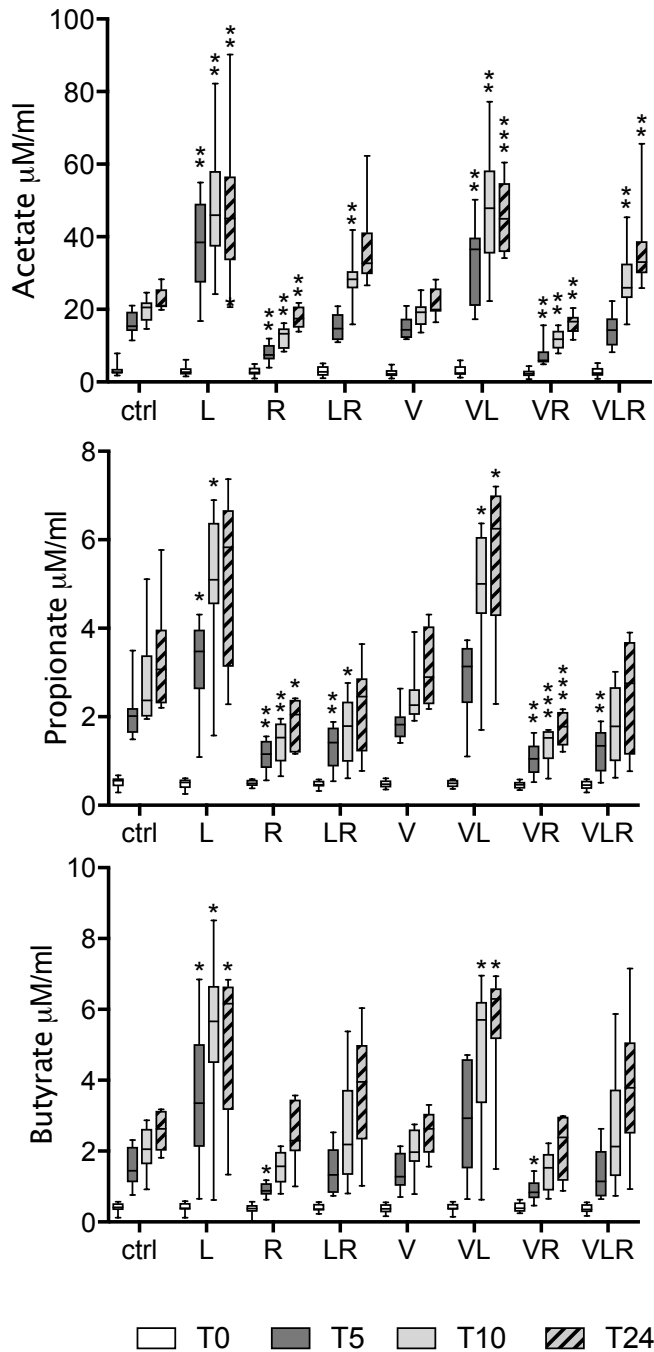 Acetate μM/ml
100
80
60
40
20
0
** ** **
*
** ** **
**
** ** ***
** ** **
** **
ctrl L R LR V VL VR VLR
Propionate μM/ml
8
6
4
2
0
* *
** ** *
** *
* *
** *** ***
**
ctrl L R LR V VL VR VLR
Butyrate μM/ml
10
8
6
4
2
0
* * *
*
* *
*
ctrl L R LR V VL VR VLR
T0 T5 T10 T24